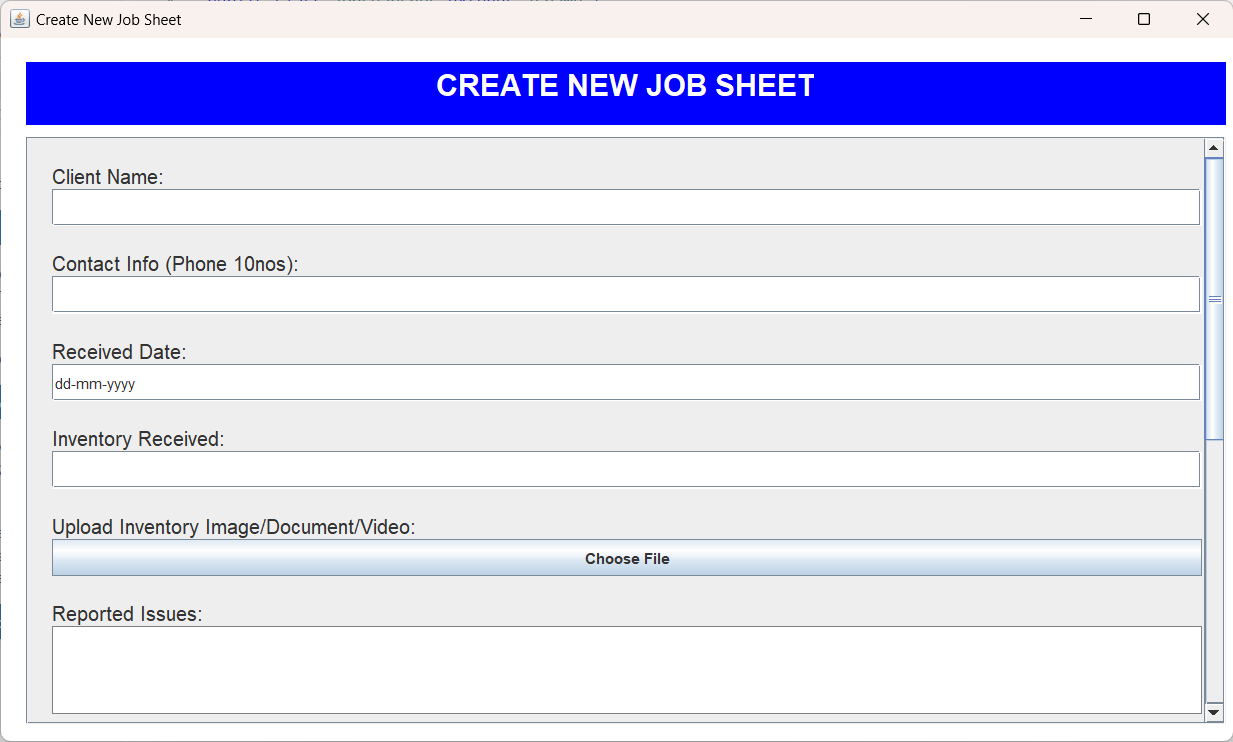 Create New Job Sheet
CREATE NEW JOB SHEET
Client Name:
Contact Info (Phone 10nos):
Received Date:
dd-mm-yyyy
Inventory Received:
Upload Inventory Image/Document/Video:
Choose File
Reported Issues: